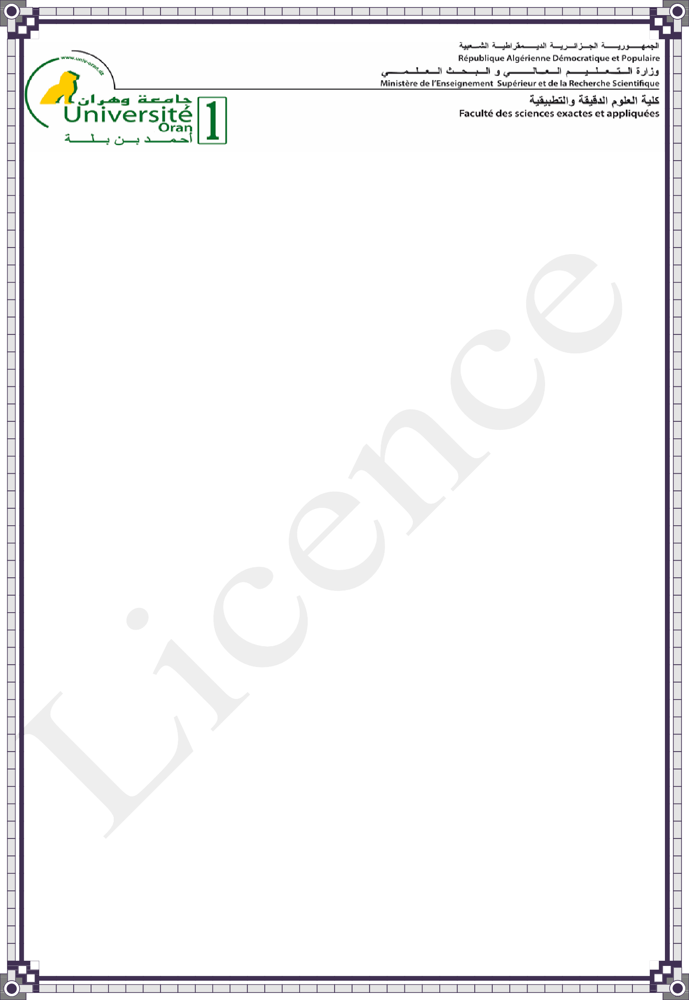 الجمهورية الجزائرية الديمقراطية الشعبية
République Algérienne Démocratique et Populaire
وزارة التعليم العالي و البحث العلمي
Ministère de l'Enseignement Supérieur et de la Recherche Scientifique
كلية العلوم الدقيقة والتطبيقية
Faculté des sciences exactes et appliquées
www.univ-oran.dz
جامعة وهران
Université
Oran
1
أحمد بن بلة
Licence